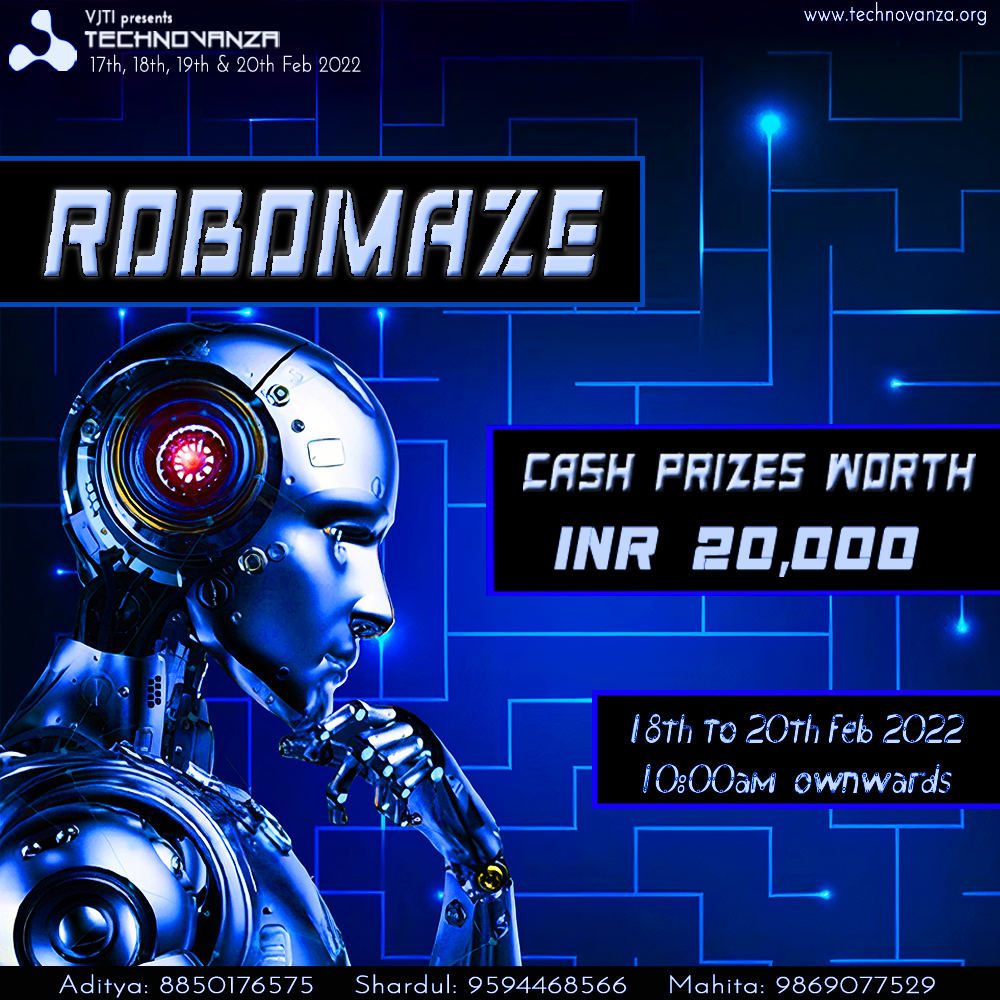 VJTI presents
TECHNOVANZA
17th, 18th, 19th & 20th Feb 2022
www.technovanza.org
ROBOMAZE
CASH PRIZES WORTH
INR 20,000
18th to 20th Feb 2022
10:00am ownwards
Aditya: 8850176575 Shardul: 9594468566 Mahita: 9869077529